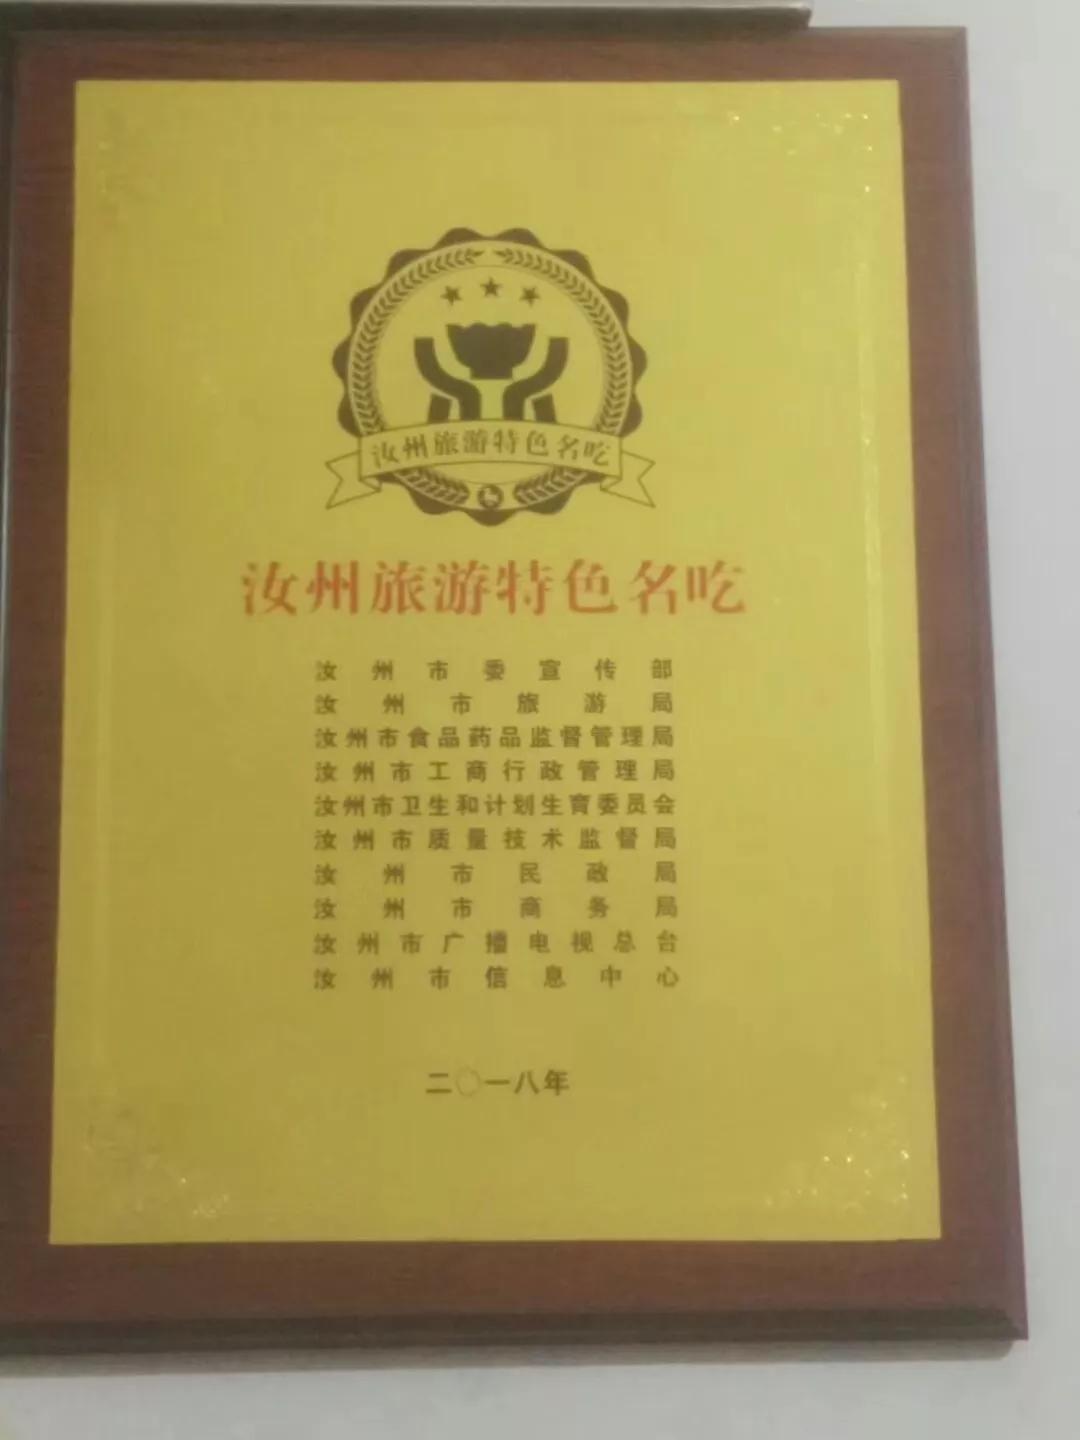 汝州旅游特色名吃
汝州旅游特色名吃
汝州市委宣传部
汝州市旅游局
汝州市食品药品监督管理局
汝州市工商行政管理局
汝州市卫生和计划生育委员会
汝州市质量技术监督局
汝州市民政局
汝州市商务局
汝州市广播电视总台
汝州市信息中心
二〇一八年